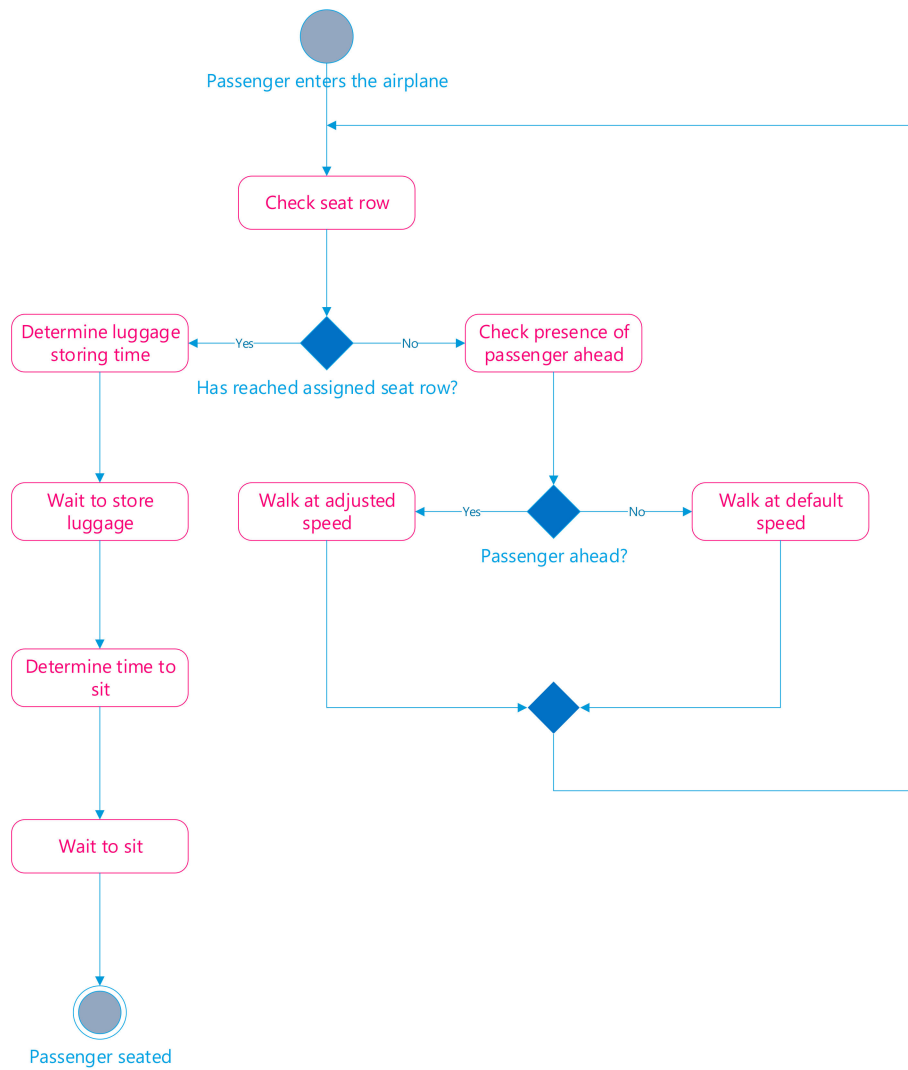 Passenger enters the airplane
Check seat row
Determine luggage
storing time
Yes
No
Check presence of
passenger ahead
Has reached assigned seat row?
Wait to store
luggage
Walk at adjusted
speed
Yes
No
Walk at default
speed
Passenger ahead?
Determine time to
sit
Wait to sit
Passenger seated